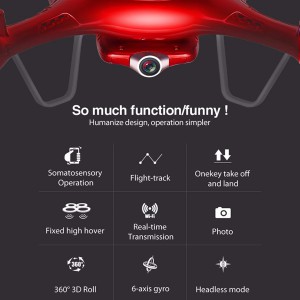 So much function/funny !
Humanize design, operation simpler
Somatosensory
Operation
Flight-track
Onekey take off
and land
Fixed high hover
Wi-Fi
Real-time
Transmission
Photo
360°
360° 3D Roll
6-axis gyro
Headless mode